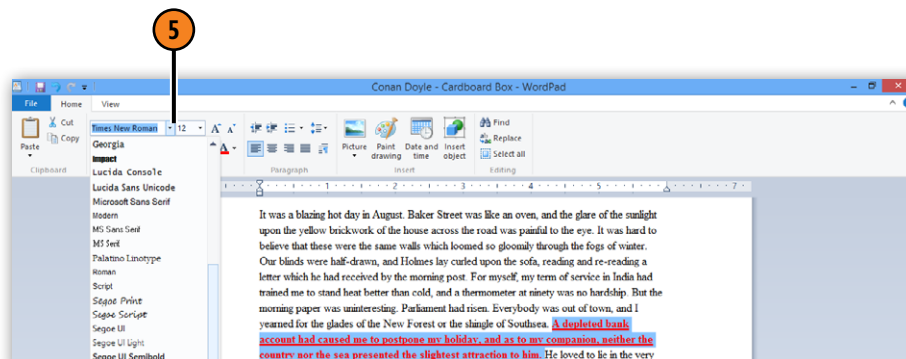 5
Conan Doyle - Cardboard Box - WordPad
File Home View
Cut
Copy
Paste
Clipboard
Times New Roman 12 A A
A
Paragraph
Picture
Paint drawing
Date and time
Insert object
Insert
Find
Replace
Select all
Editing
Georgia
Impact
Lucida Console
Lucida Sans Unicode
Microsoft Sans Serif
Modern
MS Sans Serif
MS Serif
Palatino Linotype
Roman
Script
Segoe Print
Segoe Script
Segoe UI
Segoe UI Light
Segoe UI Semibold
1 2 3 4 5 7
It was a blazing hot day in August. Baker Street was like an oven, and the glare of the sunlight
upon the yellow brickwork of the house across the road was painful to the eye. It was hard to
believe that these were the same walls which loomed so gloomily through the fogs of winter.
Our blinds were half-drawn, and Holmes lay curled upon the sofa, reading and re-reading a
letter which he had received by the morning post. For myself, my term of service in India had
trained me to stand heat better than cold, and a thermometer at ninety was no hardship. But the
morning paper was uninteresting. Parliament had risen. Everybody was out of town, and I
yearned for the glades of the New Forest or the shingle of Southsea. A depleted bank
account had caused me to postpone my holiday, and as to my companion, neither the
country nor the sea presented the slightest attraction to him. He loved to lie in the very